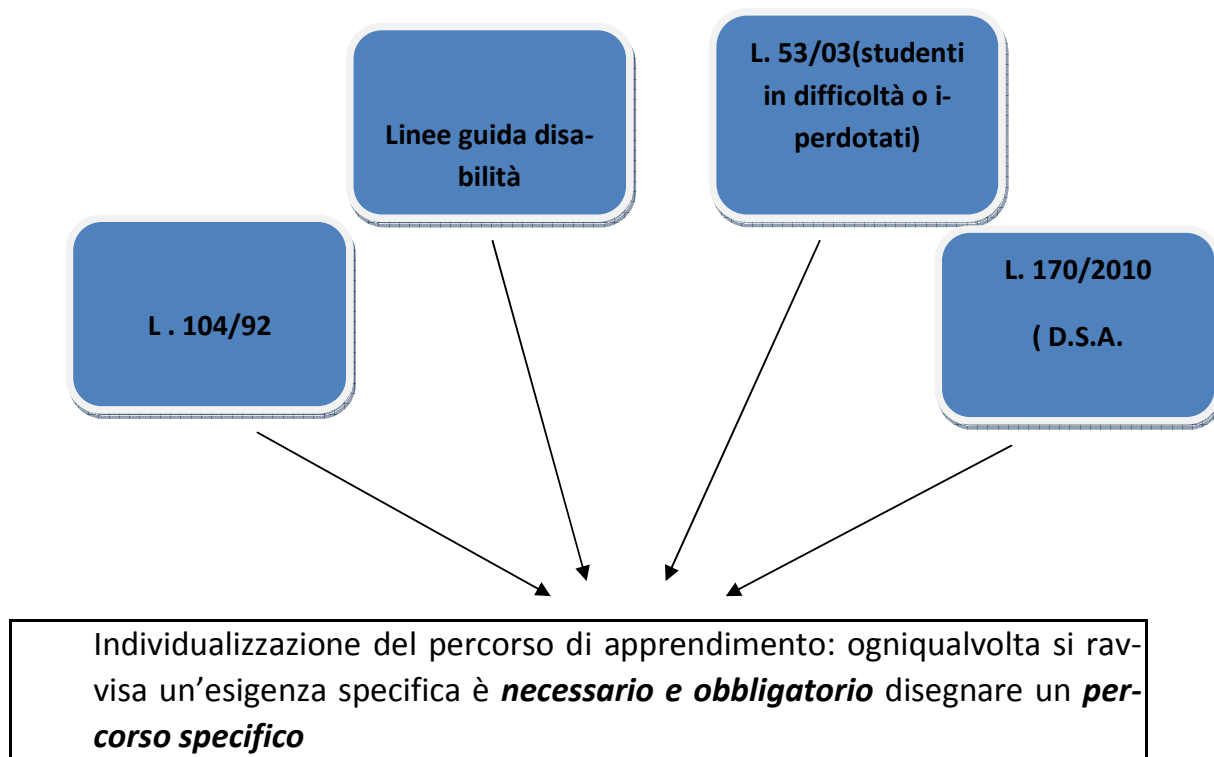 L. 53/03(studenti
in difficoltà o i-
perdotati)
Linee guida disa-
bilità
L . 104/92
L. 170/2010
( D.S.A.
Individualizzazione del percorso di apprendimento: ogniqualvolta si rav-
visa un’esigenza specifica è necessario e obbligatorio disegnare un per-
corso specifico